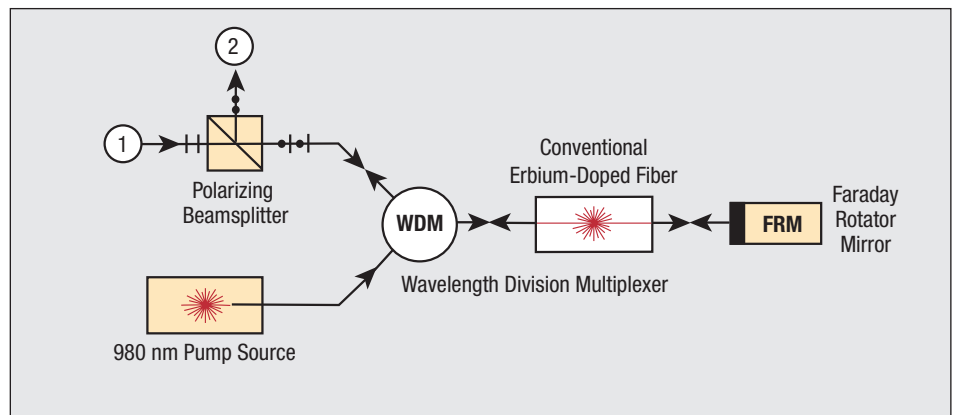 2
1
Polarizing
Beamsplitter
Conventional
Erbium-Doped Fiber
WDM
FRM
Faraday
Rotator
Mirror
Wavelength Division Multiplexer
980 nm Pump Source